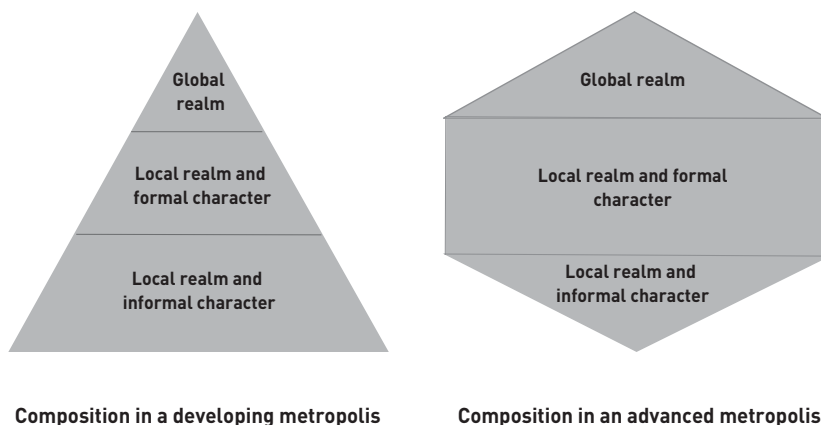 Global
realm
Local realm and
formal character
Local realm and
informal character
Composition in a developing metropolis
Global realm
Local realm and formal
character
Local realm and
informal character
Composition in an advanced metropolis